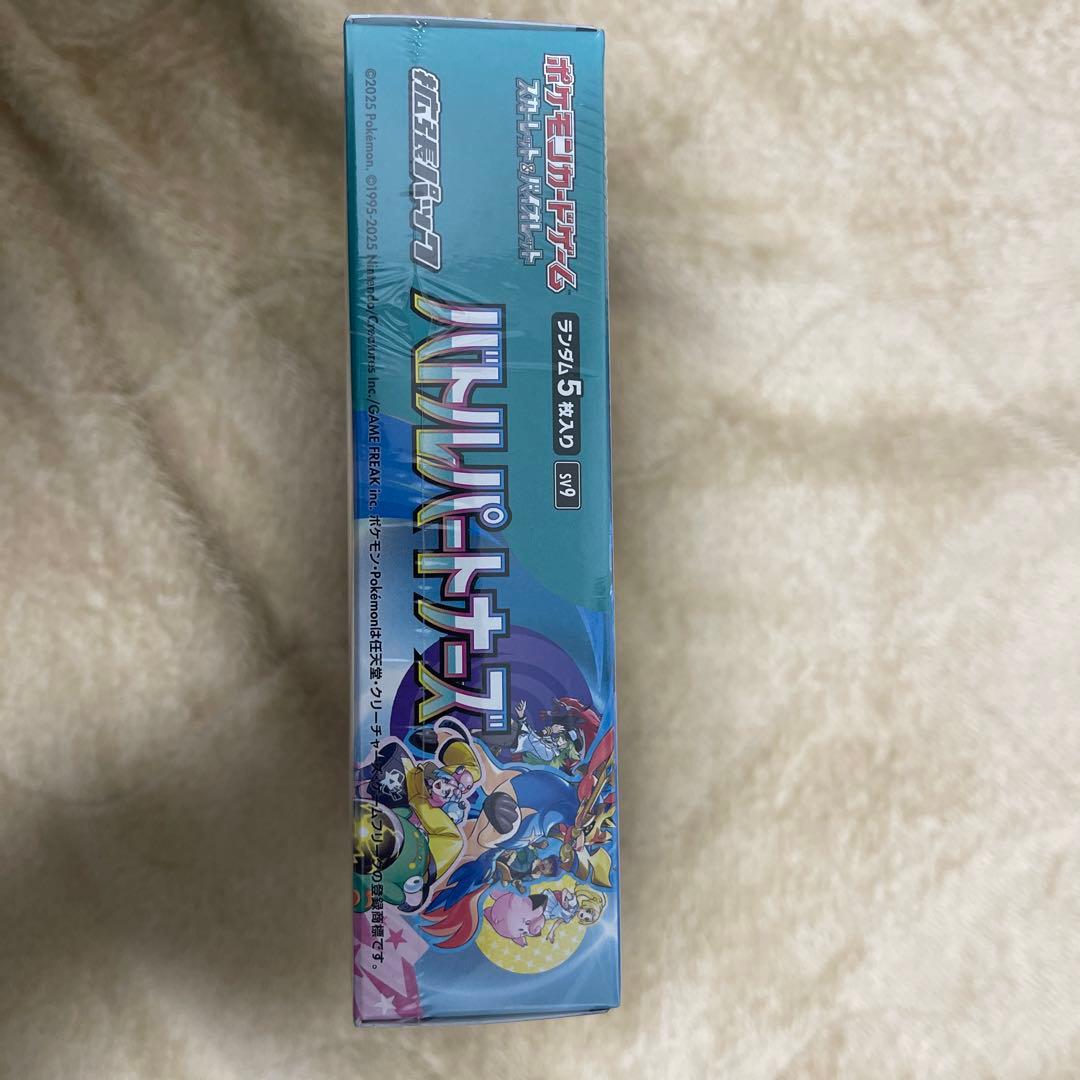 ポケモンカードゲーム™
スカーレット&バイオレット
ランダム5枚入り
SV9
拡張パック
バトルパートナーズ
©2025 Pokémon. ©1995-2025 Nintendo/Creatures Inc./GAME FREAK inc. ポケモン・Pokémonは任天堂・クリーチャーズ・ゲームフリークの登録商標です。